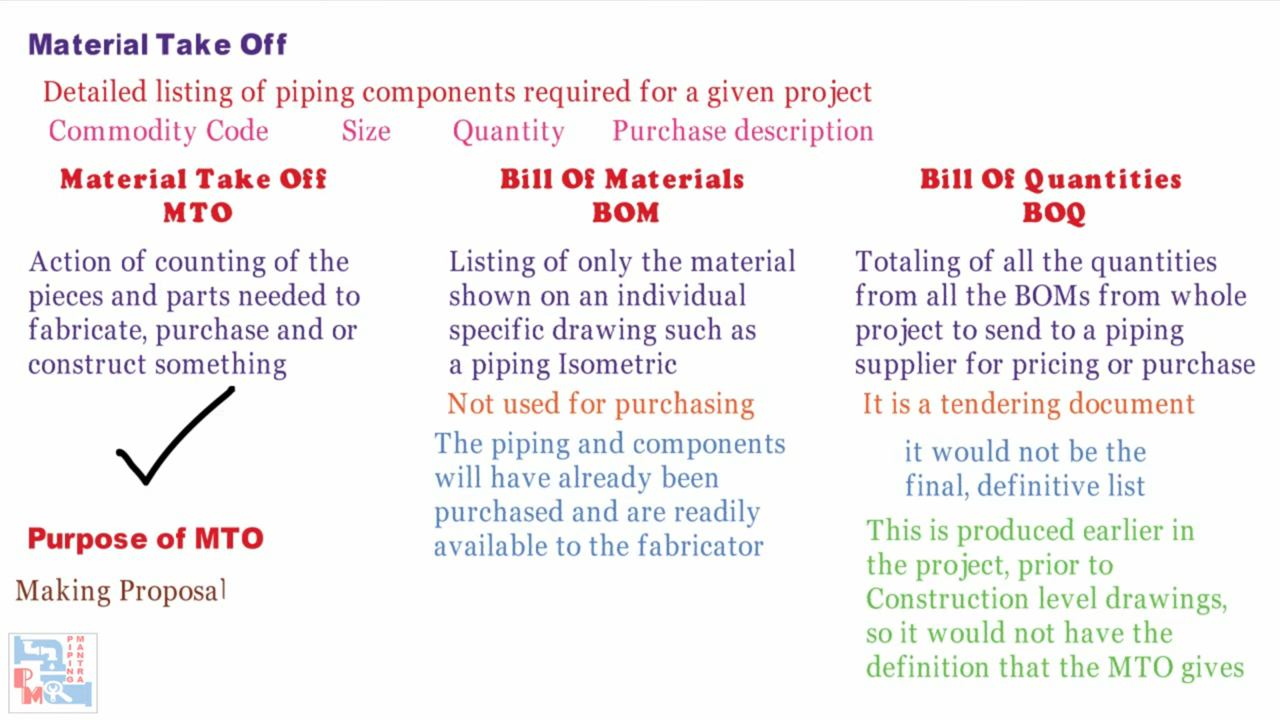 Material Take Off
Detailed listing of piping components required for a given project
Commodity Code Size Quantity Purchase description
Material Take Off
MTO
Action of counting of the
pieces and parts needed to
fabricate, purchase and or
construct something
Purpose of MTO
Making Proposal
Bill Of Materials
BOM
Listing of only the material
shown on an individual
specific drawing such as
a piping Isometric
Not used for purchasing
The piping and components
will have already been
purchased and are readily
available to the fabricator
Bill Of Quantities
BOQ
Totaling of all the quantities
from all the BOMs from whole
project to send to a piping
supplier for pricing or purchase
It is a tendering document
it would not be the
final, definitive list
This is produced earlier in
the project, prior to
Construction level drawings,
so it would not have the
definition that the MTO gives
PIPING
MANTRA
PM